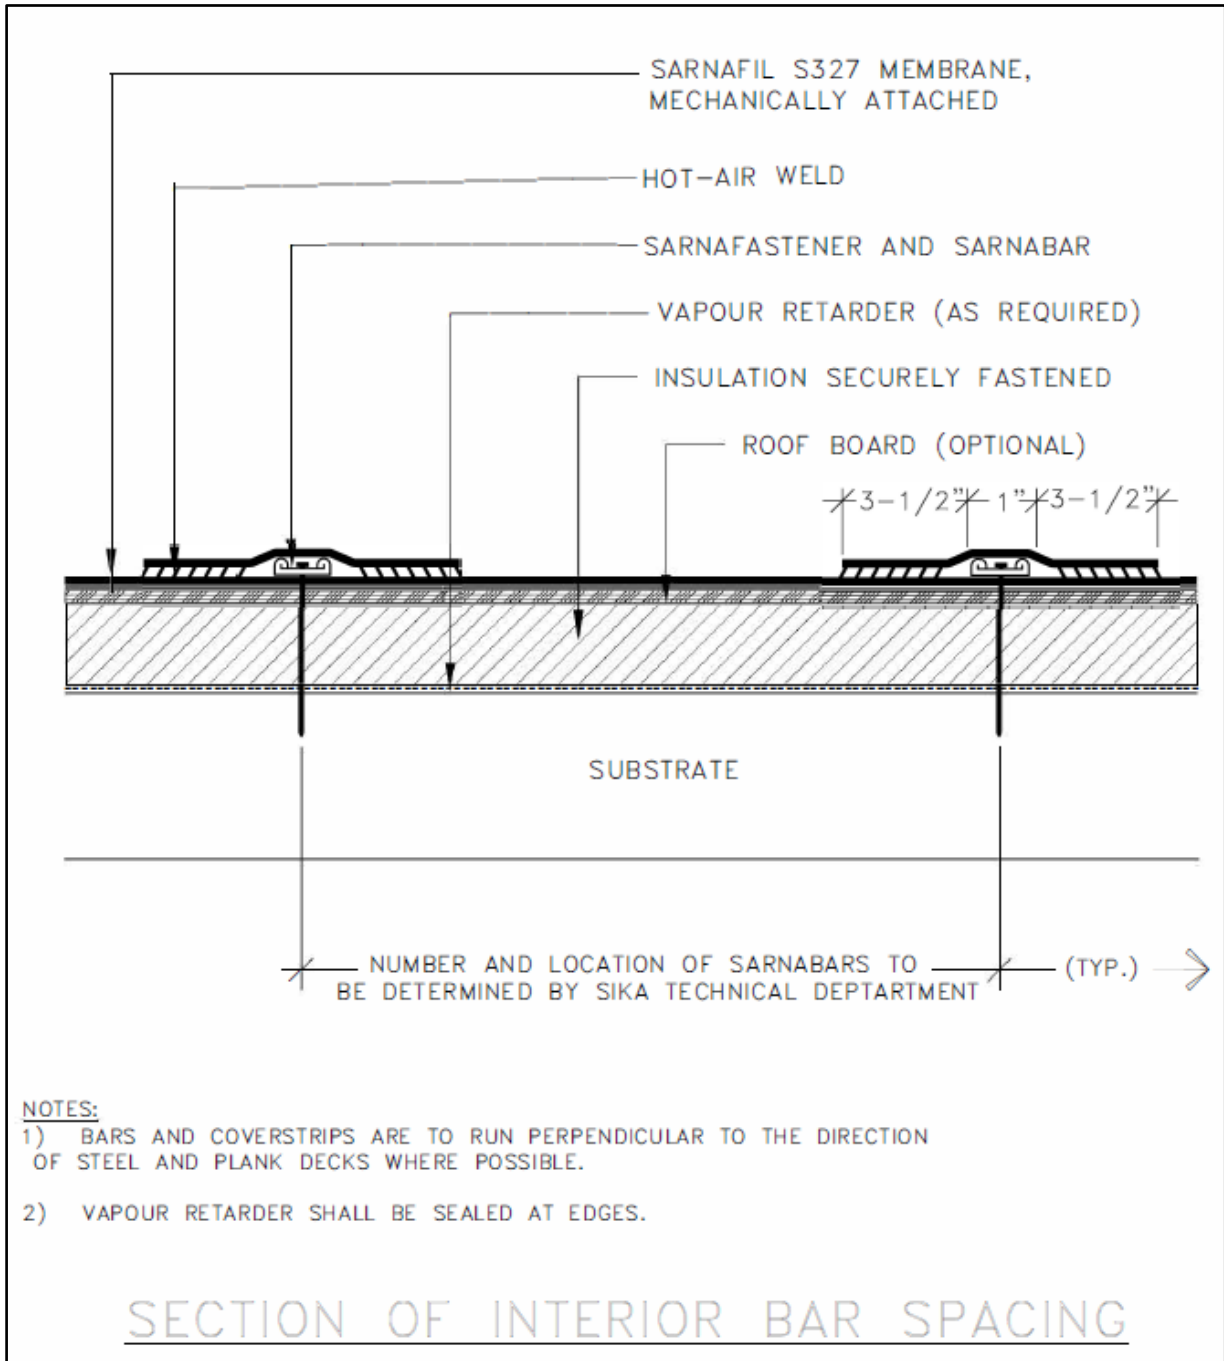 SARNAFIL S327 MEMBRANE,
MECHANICALLY ATTACHED
HOT-AIR WELD
SARNAFASTENER AND SARNABAR
VAPOUR RETARDER (AS REQUIRED)
INSULATION SECURELY FASTENED
ROOF BOARD (OPTIONAL)
3-1/2" 1" 3-1/2"
SUBSTRATE
NUMBER AND LOCATION OF SARNABARS TO
BE DETERMINED BY SIKA TECHNICAL DEPTARTMENT
(TYP.)
NOTES:
1) BARS AND COVERSTRIPS ARE TO RUN PERPENDICULAR TO THE DIRECTION
OF STEEL AND PLANK DECKS WHERE POSSIBLE.
2) VAPOUR RETARDER SHALL BE SEALED AT EDGES.
SECTION OF INTERIOR BAR SPACING